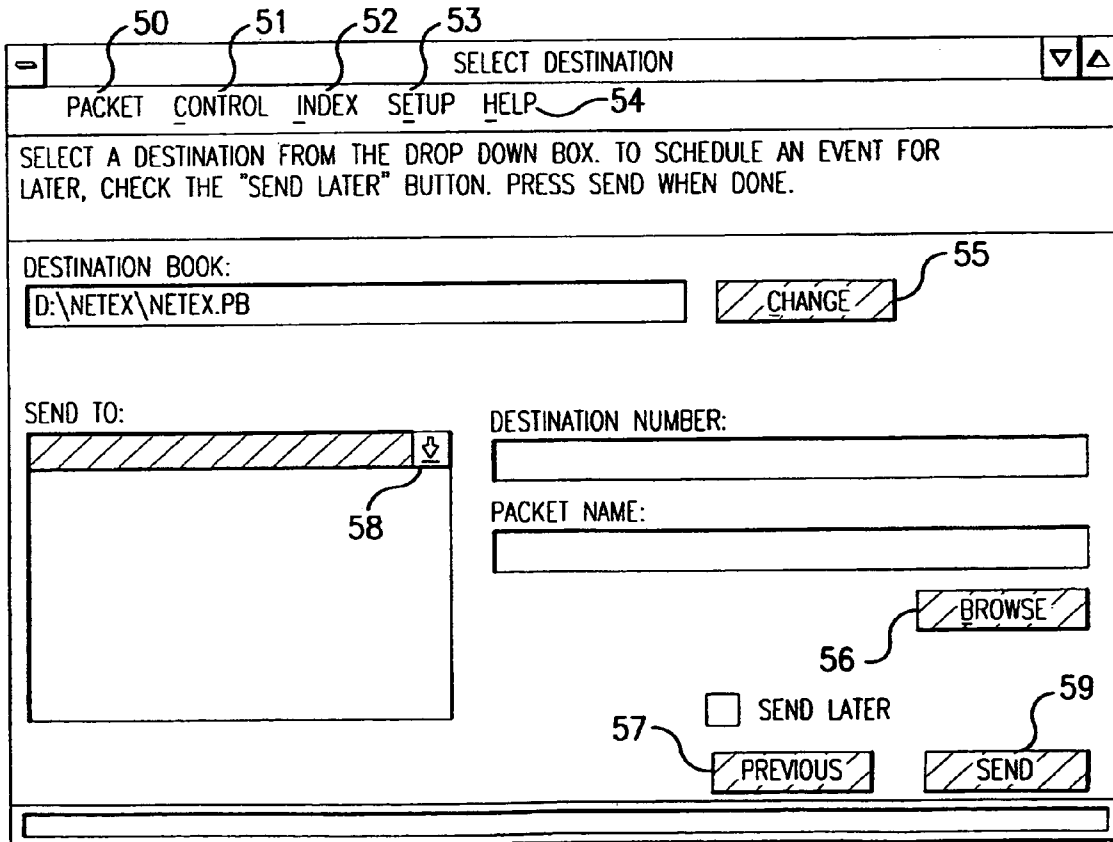 50 51 52 53
SELECT DESTINATION
PACKET CONTROL INDEX SETUP HELP 54
SELECT A DESTINATION FROM THE DROP DOWN BOX. TO SCHEDULE AN EVENT FOR
LATER, CHECK THE "SEND LATER" BUTTON. PRESS SEND WHEN DONE.
DESTINATION BOOK:
55
D:\NETEX\NETEX.PB
CHANGE
SEND TO:
58
DESTINATION NUMBER:
PACKET NAME:
BROWSE
56
SEND LATER
59
57
PREVIOUS
SEND